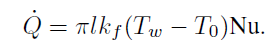 Q̇ = πlk_f(T_w − T_0)Nu.